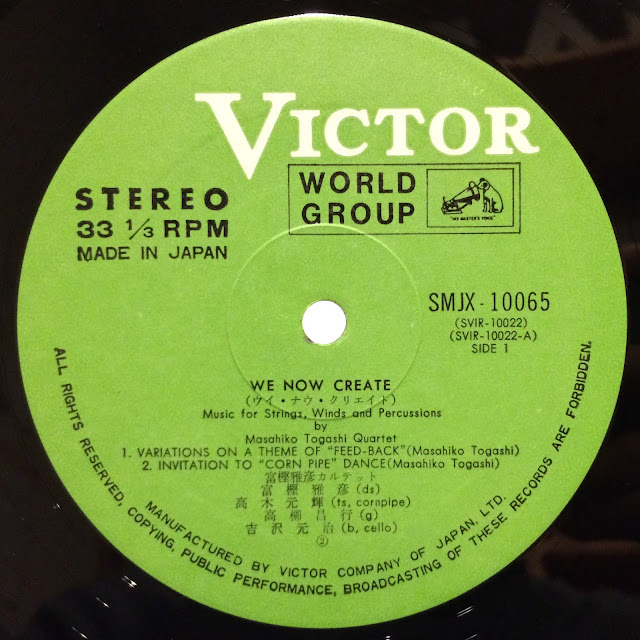 VICTOR
WORLD
GROUP
"HIS MASTER'S VOICE"
STEREO
33 1/3 RPM
MADE IN JAPAN
SMJX-10065
(SVIR-10022)
(SVIR-10022-A)
SIDE 1
WE NOW CREATE
(ウイ・ナウ・クリエイト)
Music for Strings, Winds and Percussions
by
Masahiko Togashi Quartet
1. VARIATIONS ON A THEME OF "FEED-BACK"(Masahiko Togashi)
2. INVITATION TO "CORN PIPE" DANCE(Masahiko Togashi)
富樫雅彦カルテット
富樫雅彦(ds)
高木元輝(ts, cornpipe)
高柳昌行(g)
吉沢元治(b, cello)
②
MANUFACTURED BY VICTOR COMPANY OF JAPAN, LTD.
ALL RIGHTS RESERVED, COPYING, PUBLIC PERFORMANCE, BROADCASTING OF THESE RECORDS ARE FORBIDDEN.